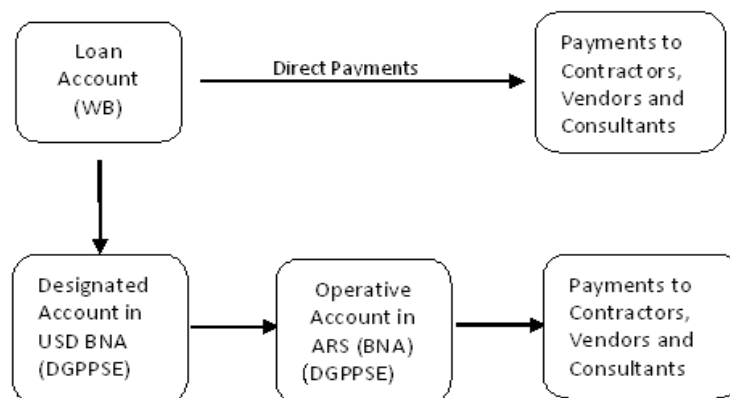 Loan
Account
(WB)
Direct Payments
Payments to
Contractors,
Vendors and
Consultants
Designated
Account in
USD BNA
(DGPPSE)
Operative
Account in
ARS (BNA)
(DGPPSE)
Payments to
Contractors,
Vendors and
Consultants